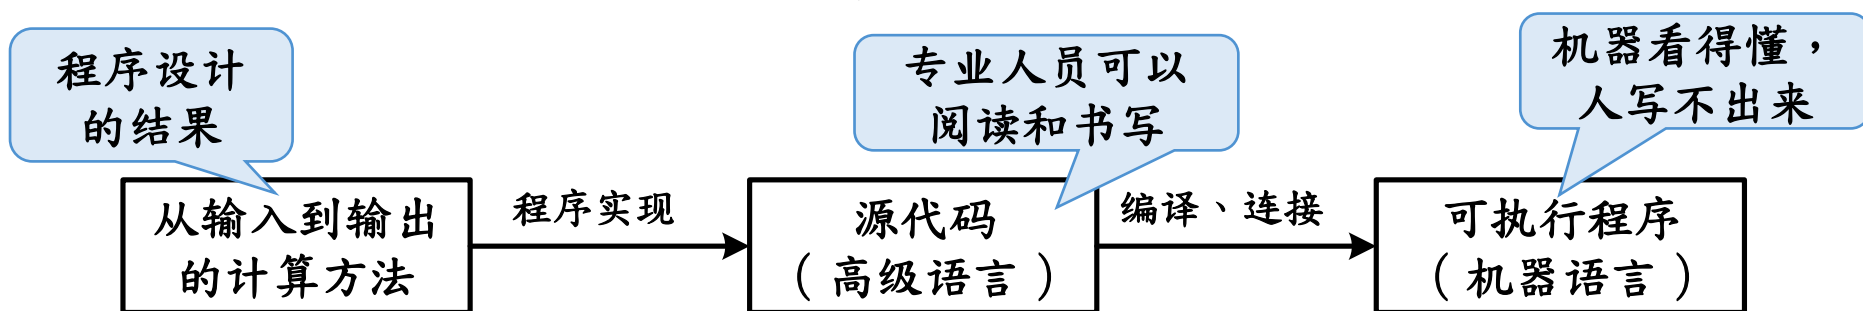 程序设计
的结果
专业人员可以
阅读和书写
机器看得懂，
人写不出来
从输入到输出
的计算方法
程序实现
源代码
（高级语言）
编译、连接
可执行程序
（机器语言）